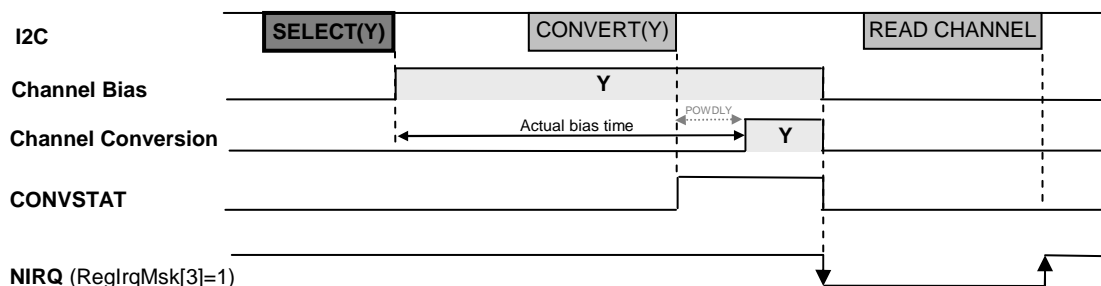 I2C SELECT(Y) CONVERT(Y) READ CHANNEL
Channel Bias Y
POWDLY
Actual bias time
Channel Conversion Y
CONVSTAT
NIRQ (RegIrqMsk[3]=1)